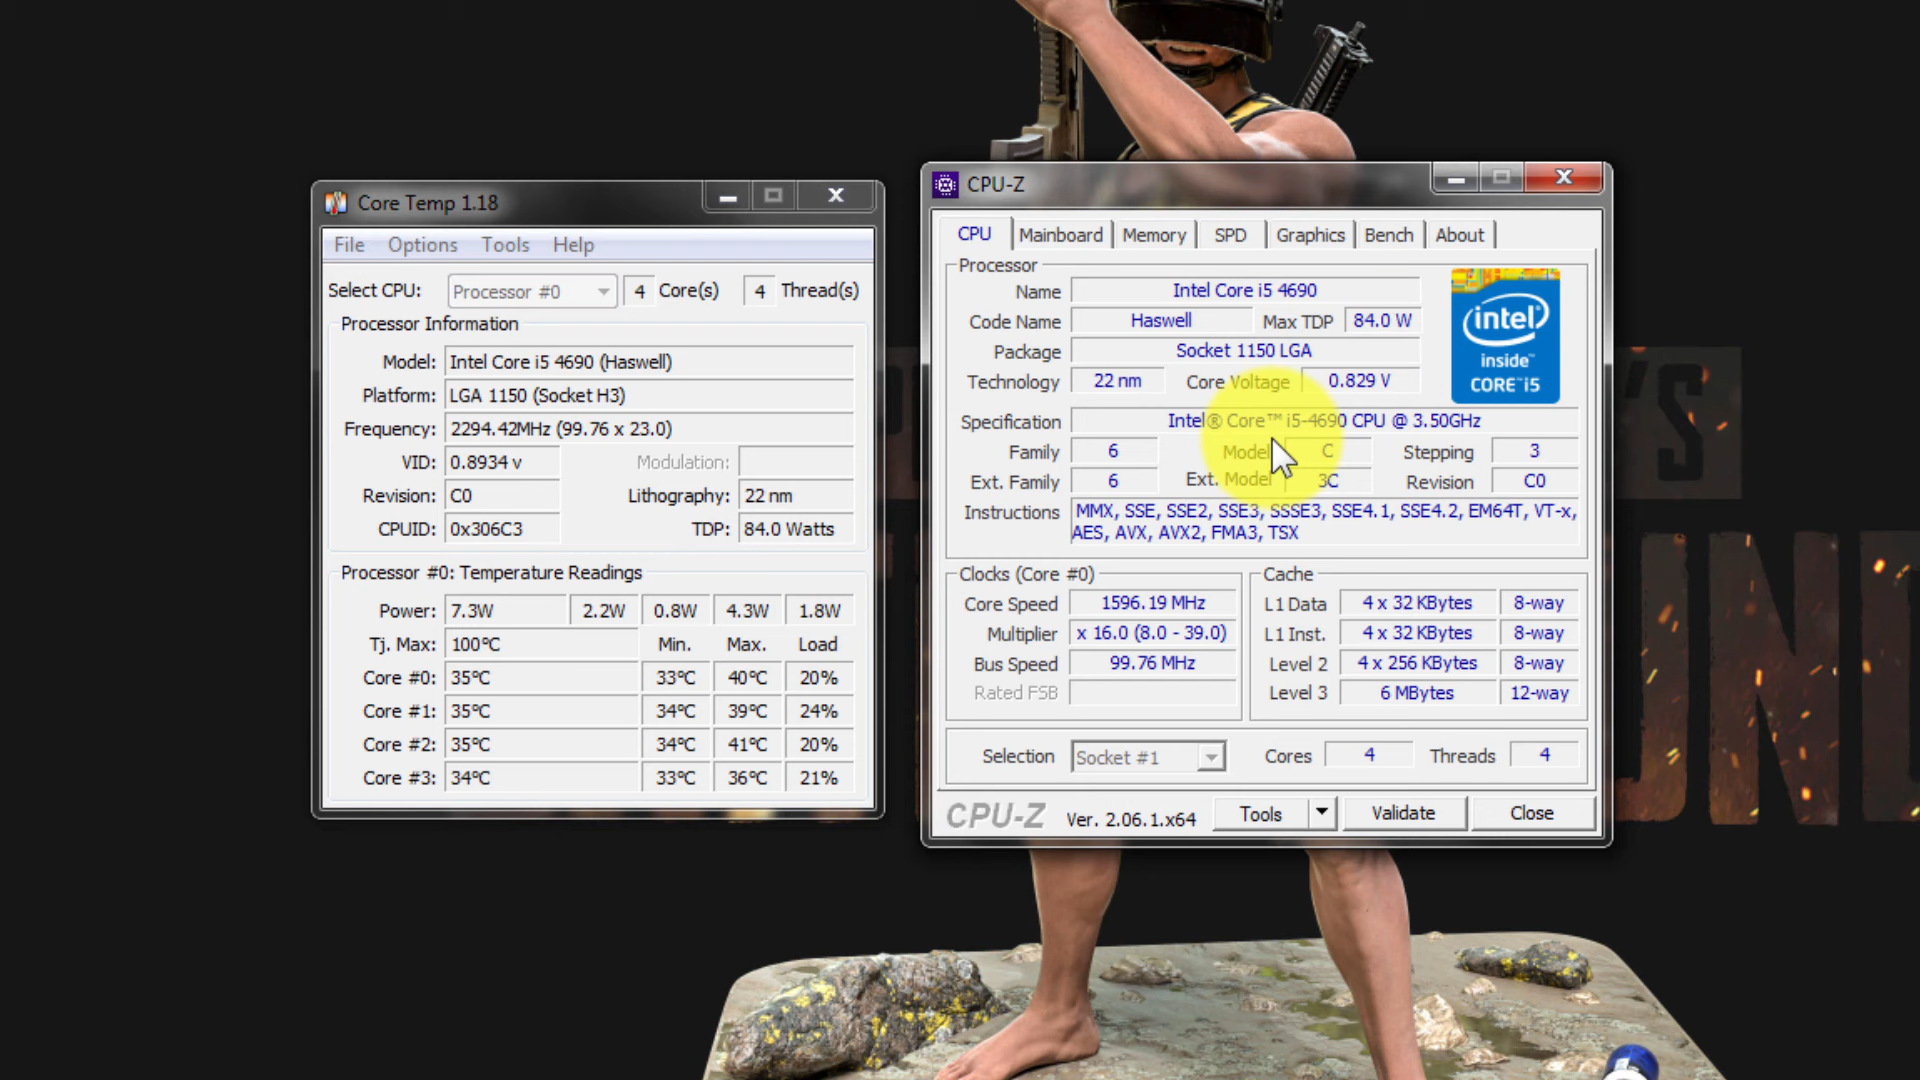 Core Temp 1.18
File Options Tools Help
Select CPU: Processor #0 4 Core(s) 4 Thread(s)
Processor Information
Model: Intel Core i5 4690 (Haswell)
Platform: LGA 1150 (Socket H3)
Frequency: 2294.42MHz (99.76 x 23.0)
VID: 0.8934 v Modulation:
Revision: C0 Lithography: 22 nm
CPUID: 0x306C3 TDP: 84.0 Watts
Processor #0: Temperature Readings
Power: 7.3W 2.2W 0.8W 4.3W 1.8W
Tj. Max: 100°C Min. Max. Load
Core #0: 35°C 33°C 40°C 20%
Core #1: 35°C 34°C 39°C 24%
Core #2: 35°C 34°C 41°C 20%
Core #3: 34°C 33°C 36°C 21%
CPU-Z
CPU Mainboard Memory SPD Graphics Bench About
Processor
Name Intel Core i5 4690
Code Name Haswell Max TDP 84.0 W
Package Socket 1150 LGA
Technology 22 nm Core Voltage 0.829 V
intel
inside™
CORE™i5
Specification Intel® Core™ i5-4690 CPU @ 3.50GHz
Family 6 Model C Stepping 3
Ext. Family 6 Ext. Model 3C Revision C0
Instructions MMX, SSE, SSE2, SSE3, SSSE3, SSE4.1, SSE4.2, EM64T, VT-x,
AES, AVX, AVX2, FMA3, TSX
Clocks (Core #0)
Core Speed 1596.19 MHz
Multiplier x 16.0 (8.0 - 39.0)
Bus Speed 99.76 MHz
Rated FSB
Cache
L1 Data 4 x 32 KBytes 8-way
L1 Inst. 4 x 32 KBytes 8-way
Level 2 4 x 256 KBytes 8-way
Level 3 6 MBytes 12-way
Selection Socket #1 Cores 4 Threads 4
CPU-Z Ver. 2.06.1.x64 Tools Validate Close